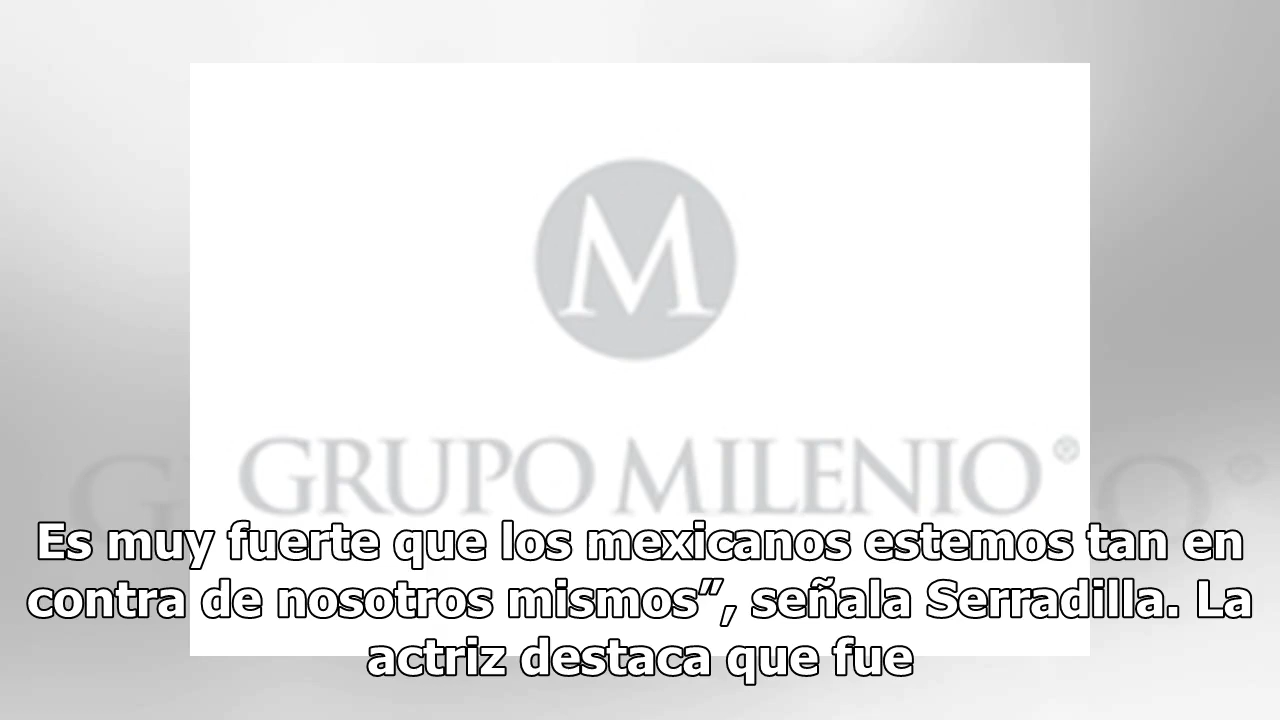 M
GRUPO MILENIO®
Es muy fuerte que los mexicanos estemos tan en
contra de nosotros mismos”, señala Serradilla. La
actriz destaca que fue